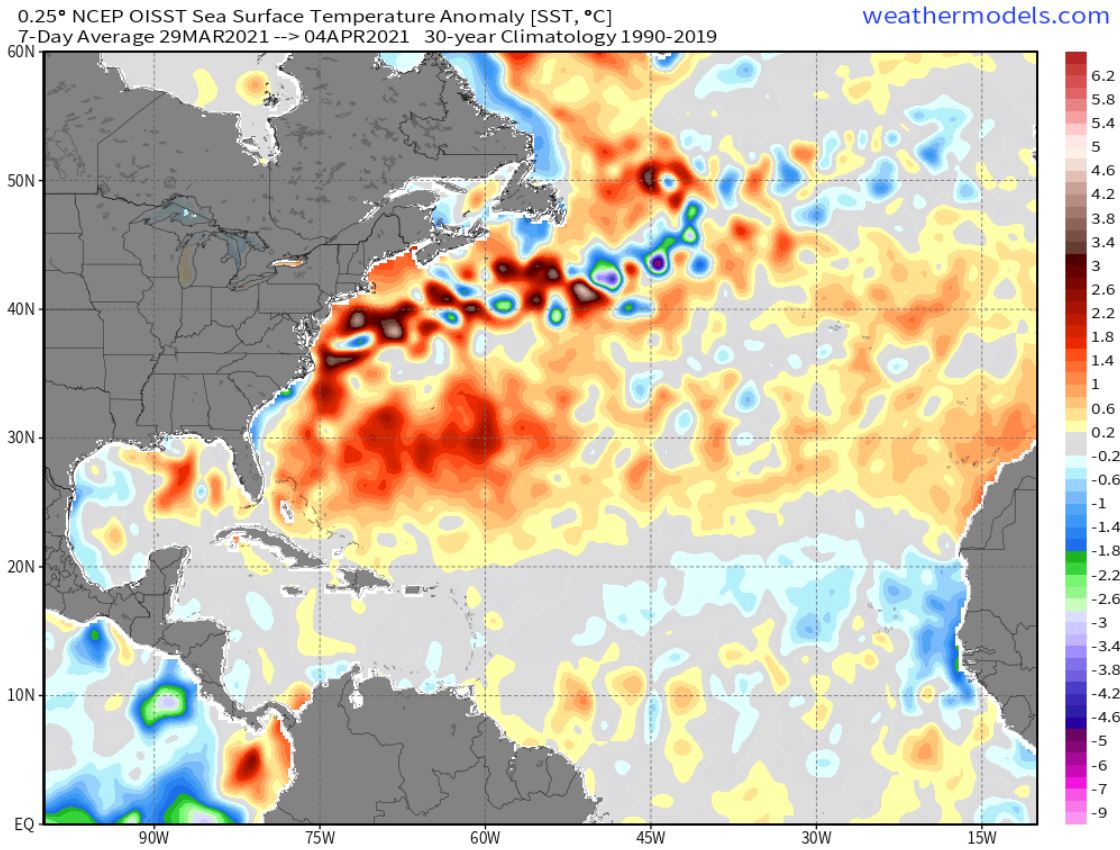 0.25° NCEP OISST Sea Surface Temperature Anomaly [SST, °C]
weathermodels.com
7-Day Average 29MAR2021 --> 04APR2021 30-year Climatology 1990-2019
60N
50N
40N
30N
20N
10N
EQ
90W
75W
60W
45W
30W
15W
6.2
5.8
5.4
5
4.6
4.2
3.8
3.4
3
2.6
2.2
1.8
1.4
1
0.6
0.2
-0.2
-0.6
-1
-1.4
-1.8
-2.2
-2.6
-3
-3.4
-3.8
-4.2
-4.6
-5
-6
-7
-9